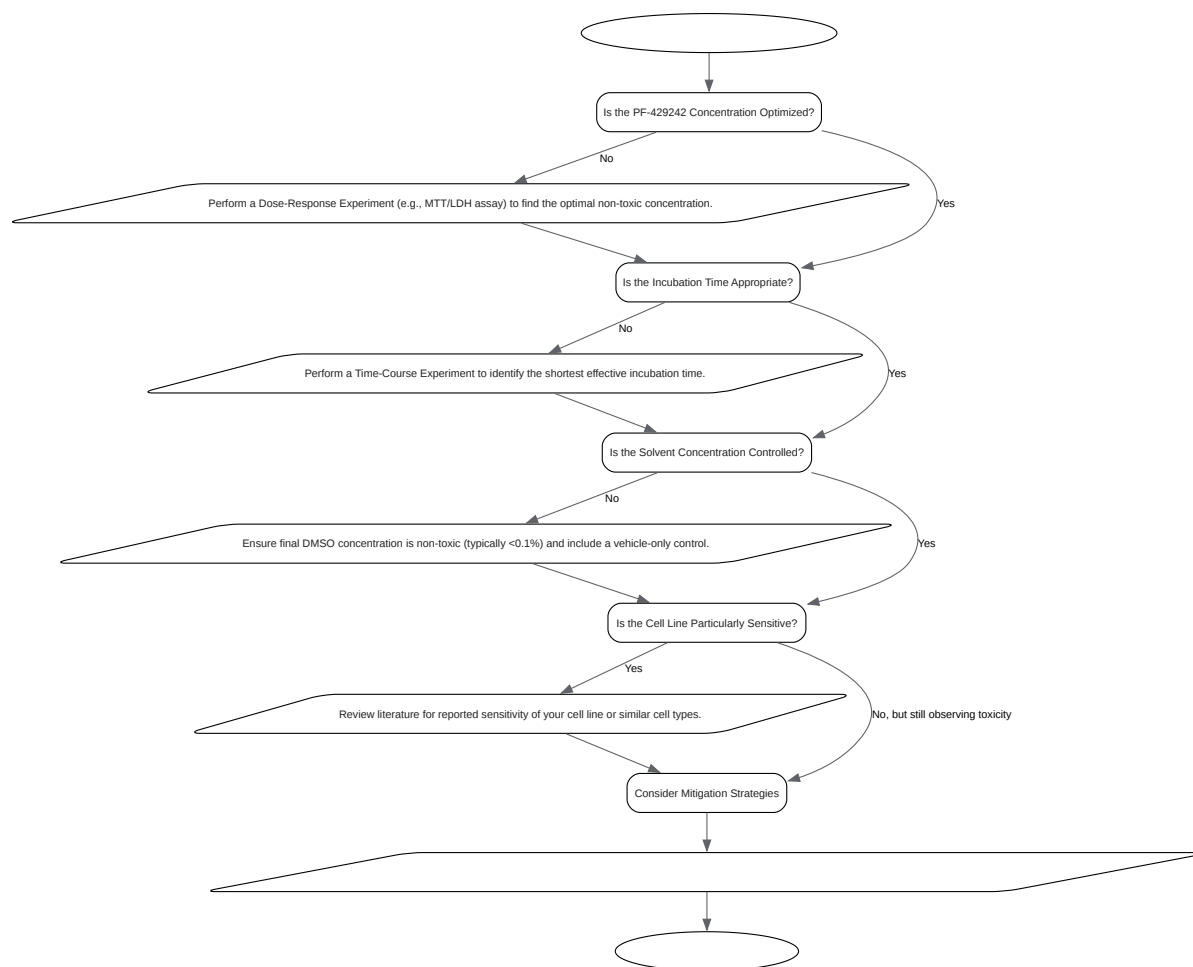 Is the PF-429242 Concentration Optimized?
No
Perform a Dose-Response Experiment (e.g., MTT/LDH assay) to find the optimal non-toxic concentration.
Yes
Is the Incubation Time Appropriate?
No
Perform a Time-Course Experiment to identify the shortest effective incubation time.
Yes
Is the Solvent Concentration Controlled?
No
Ensure final DMSO concentration is non-toxic (typically <0.1%) and include a vehicle-only control.
Yes
Is the Cell Line Particularly Sensitive?
Yes
Review literature for reported sensitivity of your cell line or similar cell types.
No, but still observing toxicity
Consider Mitigation Strategies